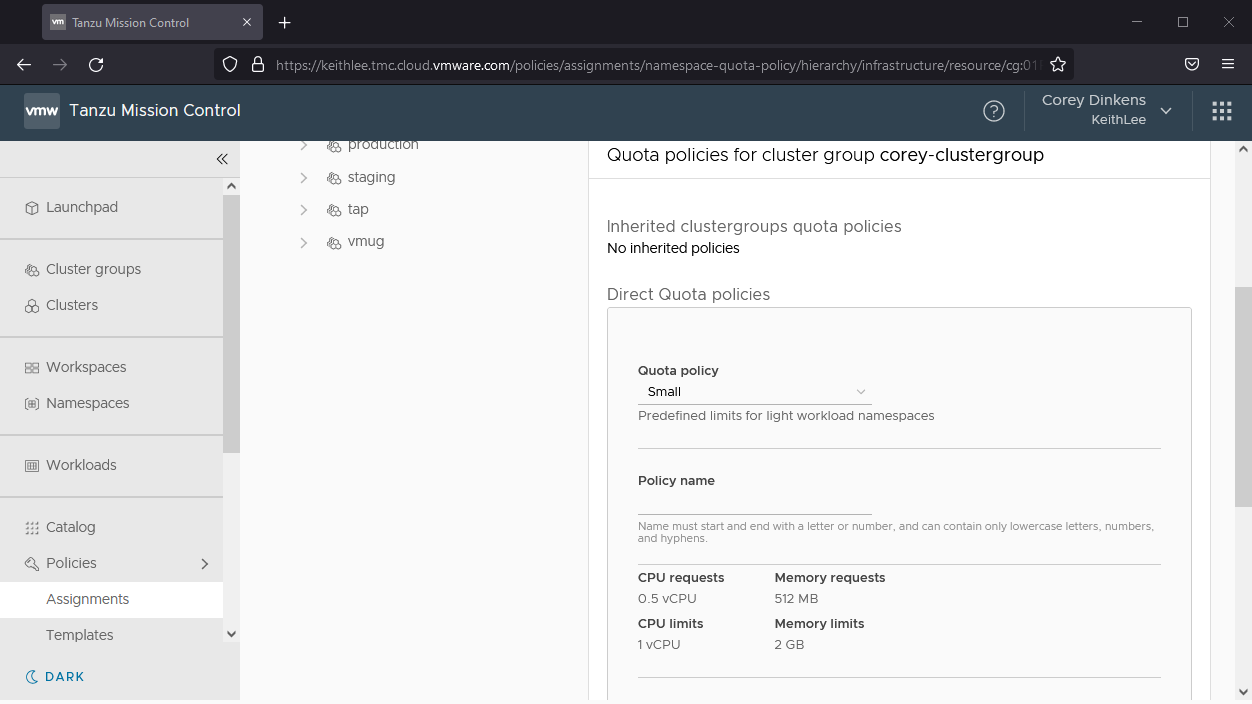 vm Tanzu Mission Control
https://keithlee.tmc.cloud.vmware.com/policies/assignments/namespace-quota-policy/hierarchy/infrastructure/resource/cg:01
vmw Tanzu Mission Control
Corey Dinkens
KeithLee
Launchpad
Cluster groups
Clusters
Workspaces
Namespaces
Workloads
Catalog
Policies
Assignments
Templates
DARK
production
staging
tap
vmug
Quota policies for cluster group corey-clustergroup
Inherited clustergroups quota policies
No inherited policies
Direct Quota policies
Quota policy
Small
Predefined limits for light workload namespaces
Policy name
Name must start and end with a letter or number, and can contain only lowercase letters, numbers,
and hyphens.
CPU requests Memory requests
0.5 vCPU 512 MB
CPU limits Memory limits
1 vCPU 2 GB